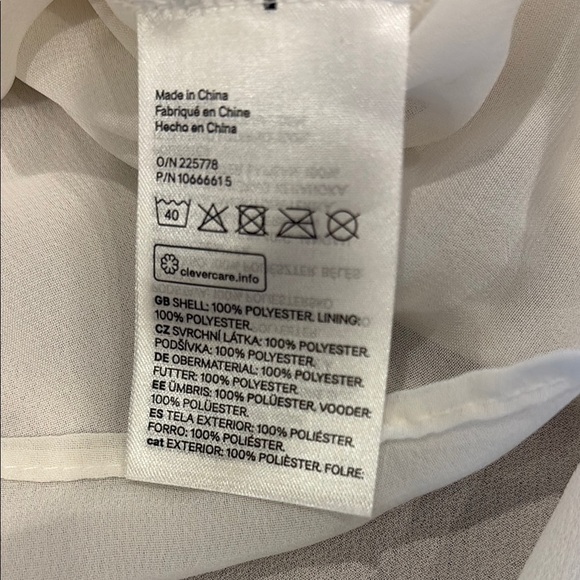 Made in China
Fabriqué en Chine
Hecho en China
O/N 225778
P/N 1066661 5
40
clevercare.info
GB SHELL: 100% POLYESTER. LINING:
100% POLYESTER.
CZ SVRCHNÍ LÁTKA: 100% POLYESTER.
PODŠÍVKA: 100% POLYESTER.
DE OBERMATERIAL: 100% POLYESTER.
FUTTER: 100% POLYESTER.
EE ÜMBRIS: 100% POLÜESTER. VOODER:
100% POLÜESTER.
ES TELA EXTERIOR: 100% POLIÉSTER.
FORRO: 100% POLIÉSTER.
cat EXTERIOR: 100% POLIÈSTER. FOLRE: